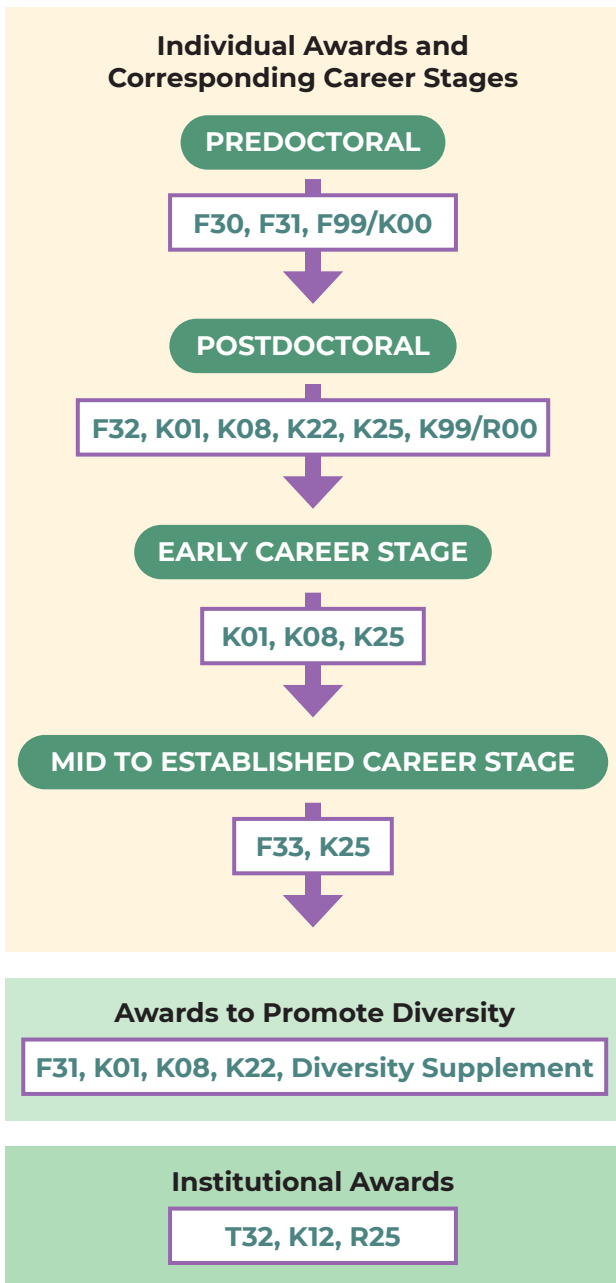 Individual Awards and
Corresponding Career Stages
PREDOCTORAL
F30, F31, F99/K00
POSTDOCTORAL
F32, K01, K08, K22, K25, K99/R00
EARLY CAREER STAGE
K01, K08, K25
MID TO ESTABLISHED CAREER STAGE
F33, K25
Awards to Promote Diversity
F31, K01, K08, K22, Diversity Supplement
Institutional Awards
T32, K12, R25